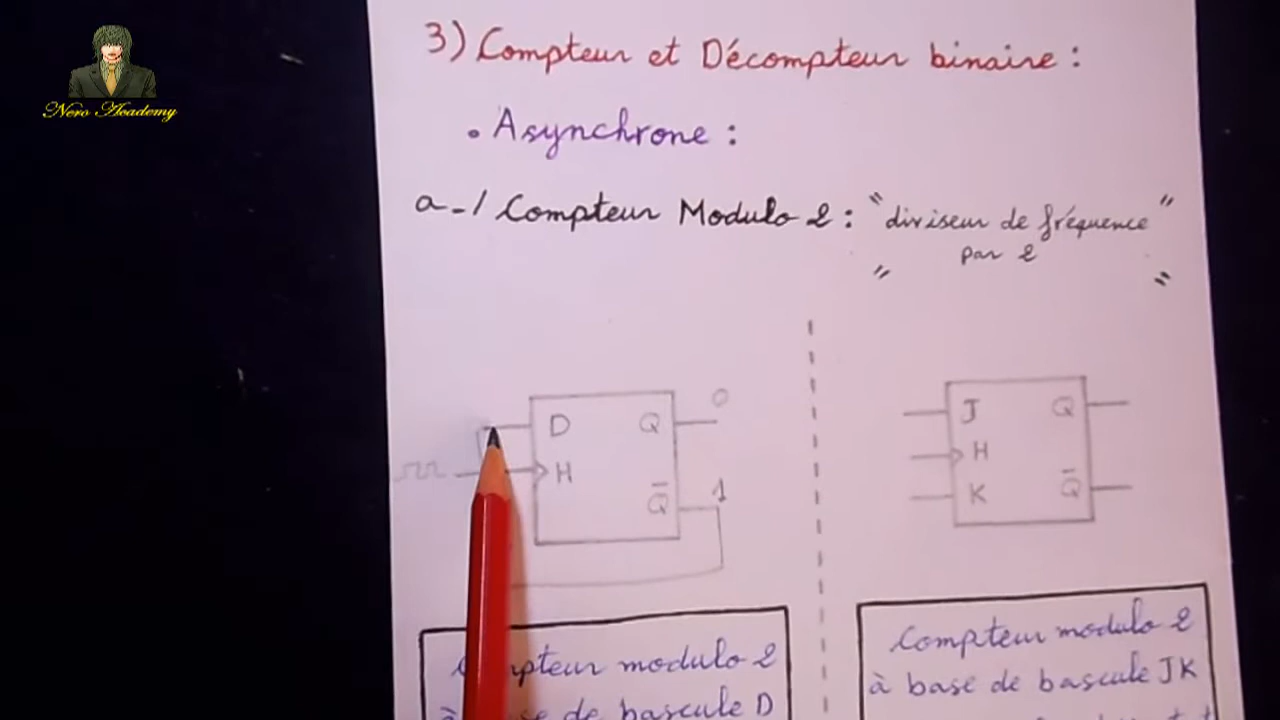 Nero Academy
3) Compteur et Décompteur binaire :
• Asynchrone :
a-/ Compteur Modulo 2 : "diviseur de fréquence"
" par 2 "
D Q 0
H
Q̄ 1
J Q
H
K Q̄
mpteur modulo 2
de bascule D
Compteur modulo 2
à base de bascule JK